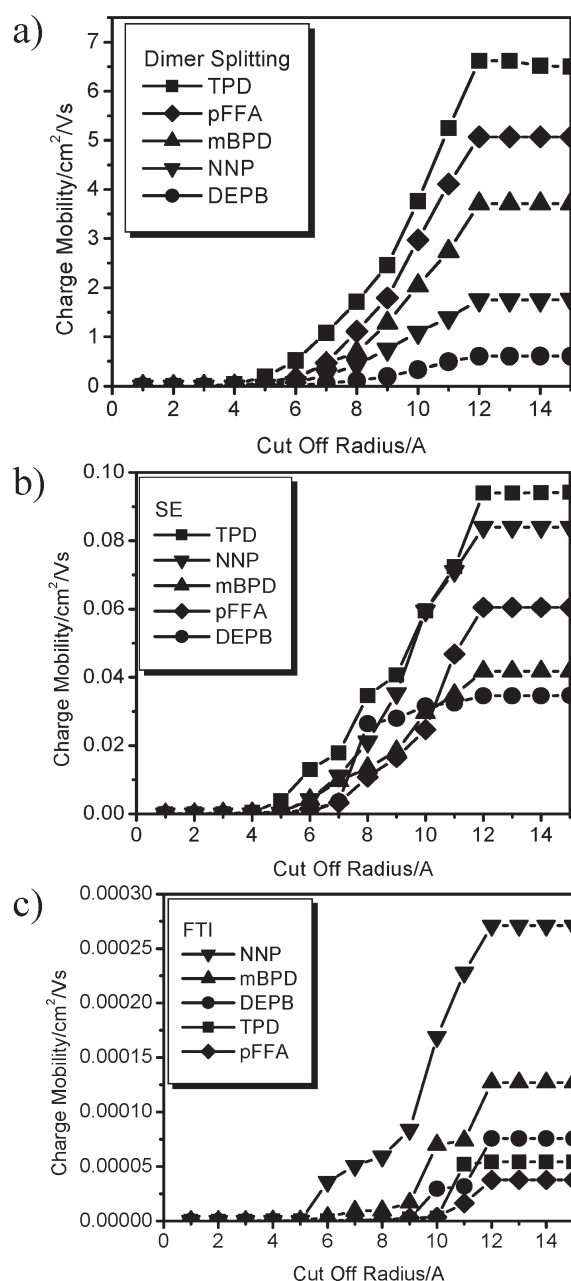 a)
Charge Mobility/cm²/Vs
7
6
5
4
3
2
1
0
Dimer Splitting
TPD
pFFA
mBPD
NNP
DEPB
0 2 4 6 8 10 12 14
Cut Off Radius/A
b)
Charge Mobility/cm²/Vs
0.10
0.08
0.06
0.04
0.02
0.00
SE
TPD
NNP
mBPD
pFFA
DEPB
0 2 4 6 8 10 12 14
Cut Off Radius/A
c)
Charge Mobility/cm²/Vs
0.00030
0.00025
0.00020
0.00015
0.00010
0.00005
0.00000
FTI
NNP
mBPD
DEPB
TPD
pFFA
0 2 4 6 8 10 12 14
Cut Off Radius/A